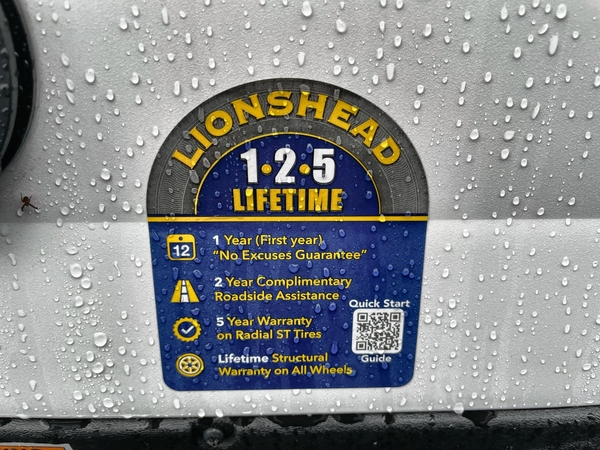 LIONSHEAD
1•2•5
LIFETIME
12
1 Year (First year)
"No Excuses Guarantee"
2 Year Complimentary
Roadside Assistance
5 Year Warranty
on Radial ST Tires
Lifetime Structural
Warranty on All Wheels
Quick Start
Guide